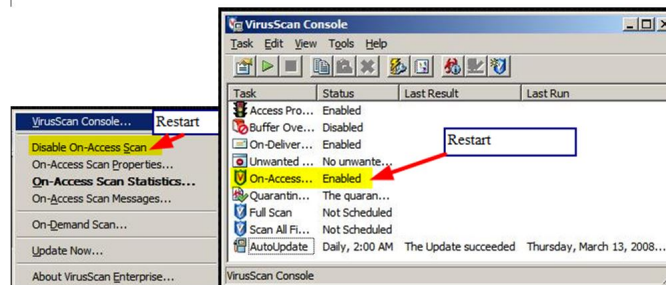 VirusScan Console...
Restart
Disable On-Access Scan
On-Access Scan Properties...
On-Access Scan Statistics...
On-Access Scan Messages...
On-Demand Scan...
Update Now...
About VirusScan Enterprise...
VirusScan Console
Task Edit View Tools Help
Task Status Last Result Last Run
Access Pro... Enabled
Buffer Ove... Disabled
On-Deliver... Enabled
Restart
Unwanted ... No unwante...
On-Access... Enabled
Quarantin... The quaran...
Full Scan Not Scheduled
Scan All Fi... Not Scheduled
AutoUpdate Daily, 2:00 AM The Update succeeded Thursday, March 13, 2008...
VirusScan Console